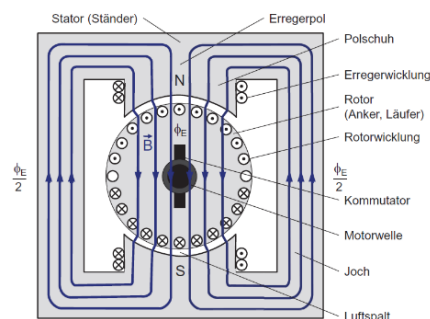 Stator (Ständer)
Erregerpol
Polschuh
N
Erregerwicklung
Rotor
(Anker, Läufer)
ϕE
B
Rotorwicklung
ϕE
2
ϕE
2
Kommutator
Motorwelle
S
Joch
Luftspalt